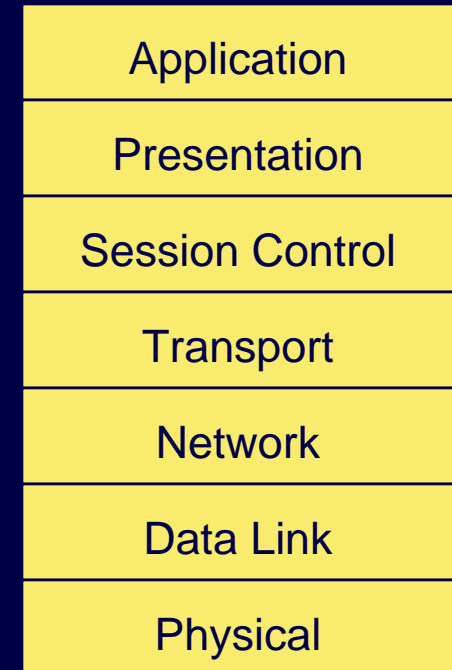 Application
Presentation
Session Control
Transport
Network
Data Link
Physical